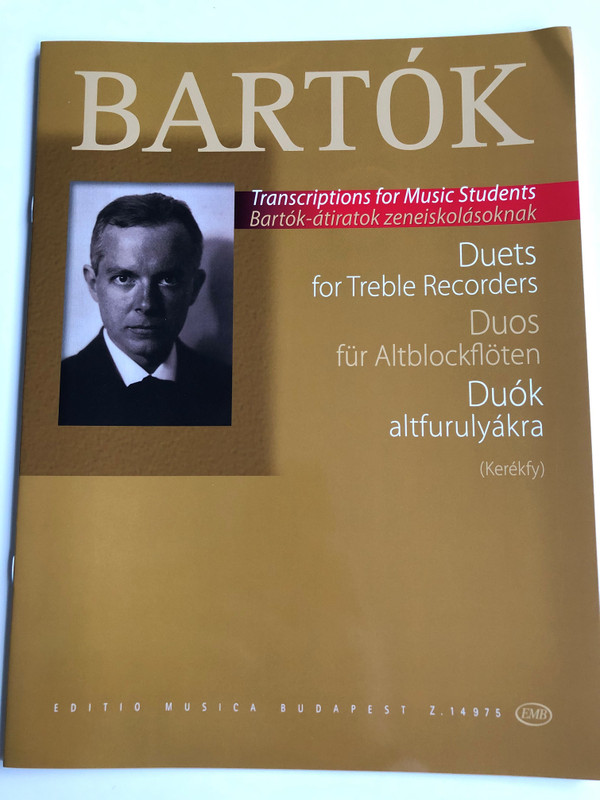 BARTÓK
Transcriptions for Music Students
Bartók-átiratok zeneiskolásoknak
Duets
for Treble Recorders
Duos
für Altblockflöten
Duók
altfurulyákra
(Kerékfy)
EDITIO MUSICA BUDAPEST Z.14975 EMB